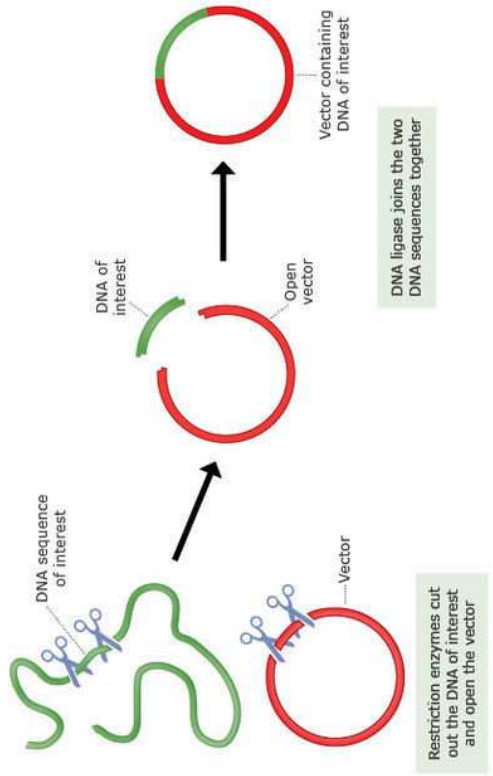 DNA sequence
of interest
Vector
Restriction enzymes cut
out the DNA of interest
and open the vector
DNA of
interest
Open
vector
Vector containing
DNA of interest
DNA ligase joins the two
DNA sequences together